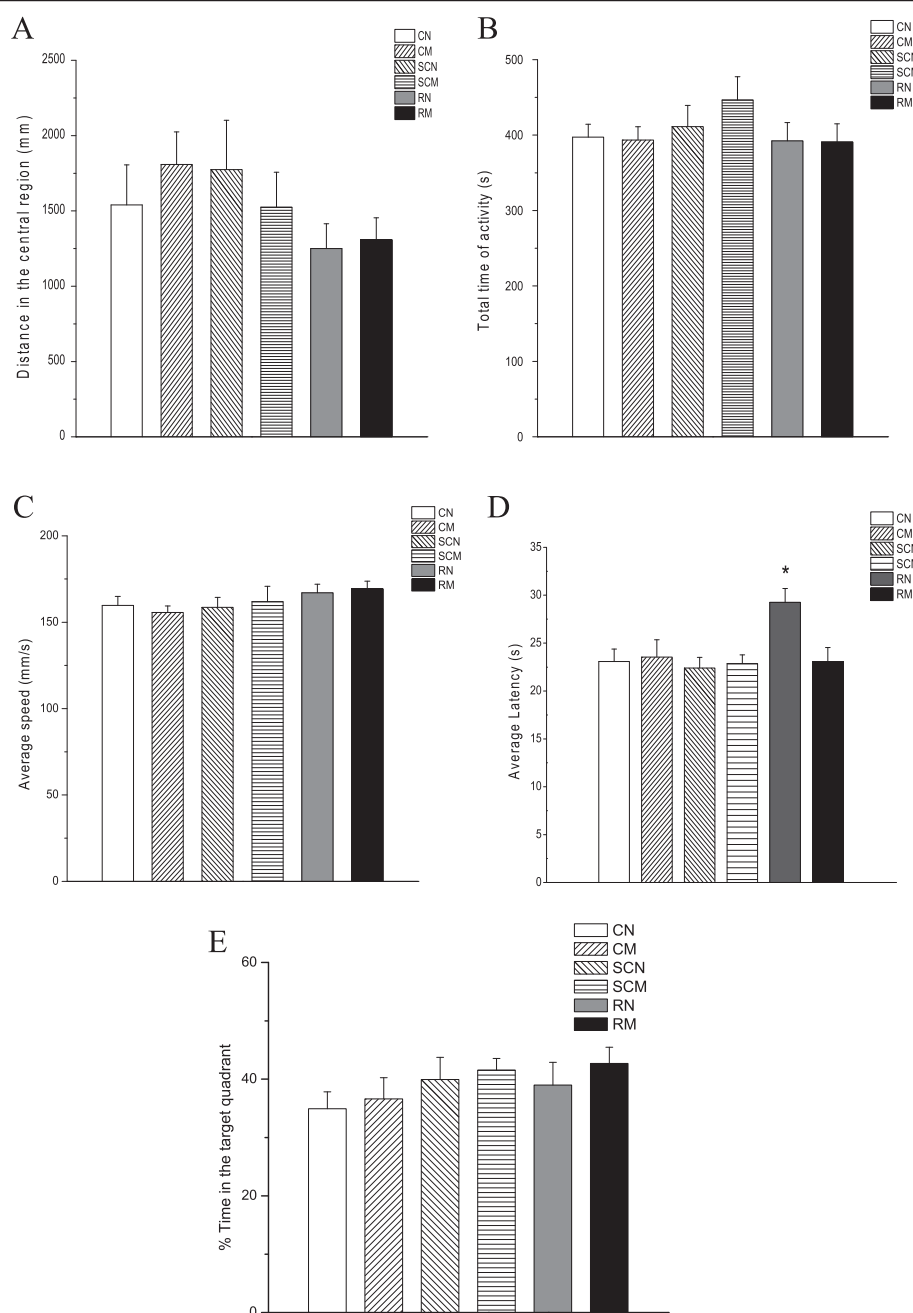 A
CN
CM
SCN
SCM
RN
RM
Distance in the central region (mm)
2500
2000
1500
1000
500
0
B
CN
CM
SCN
SCM
RN
RM
Total time of activity (s)
500
400
300
200
100
0
C
CN
CM
SCN
SCM
RN
RM
Average speed (mm/s)
200
150
100
50
0
D
CN
CM
SCN
SCM
RN
RM
Average Latency (s)
35
30
25
20
15
10
5
0
*
E
CN
CM
SCN
SCM
RN
RM
% Time in the target quadrant
60
40
20
0